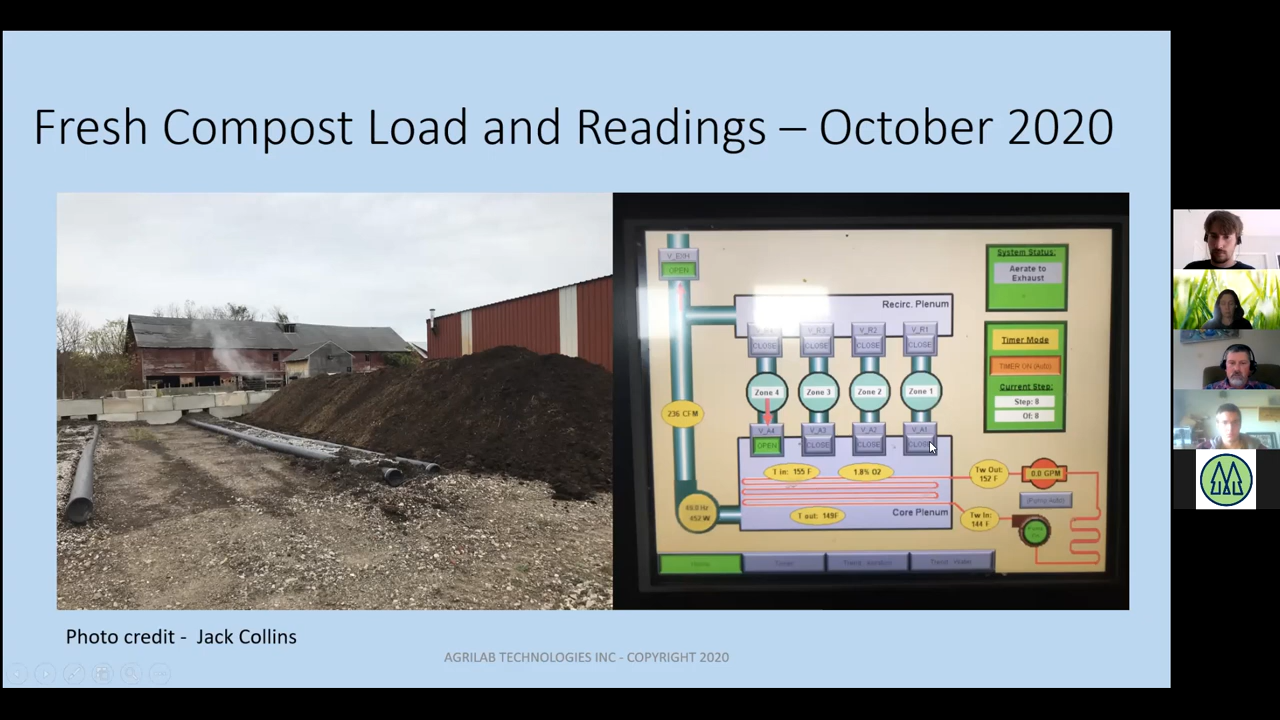 Fresh Compost Load and Readings – October 2020
V_EXH
OPEN
Recirc. Plenum
V_R3
V_R2
V_R1
CLOSE
CLOSE
CLOSE
CLOSE
Zone 4
Zone 3
Zone 2
Zone 1
236 CFM
V_A4
V_A3
V_A2
V_A1
OPEN
CLOSE
CLOSE
CLOSE
T in: 155 F
1.8% O2
T out: 149F
Core Plenum
452 W
Tw Out:
152 F
0.0 GPM
Tw In:
144 F
System Status:
Aerate to
Exhaust
Timer Mode
TIMER ON (Auto)
Current Step:
Step: 8
Of: 8
Photo credit - Jack Collins
AGRILAB TECHNOLOGIES INC - COPYRIGHT 2020